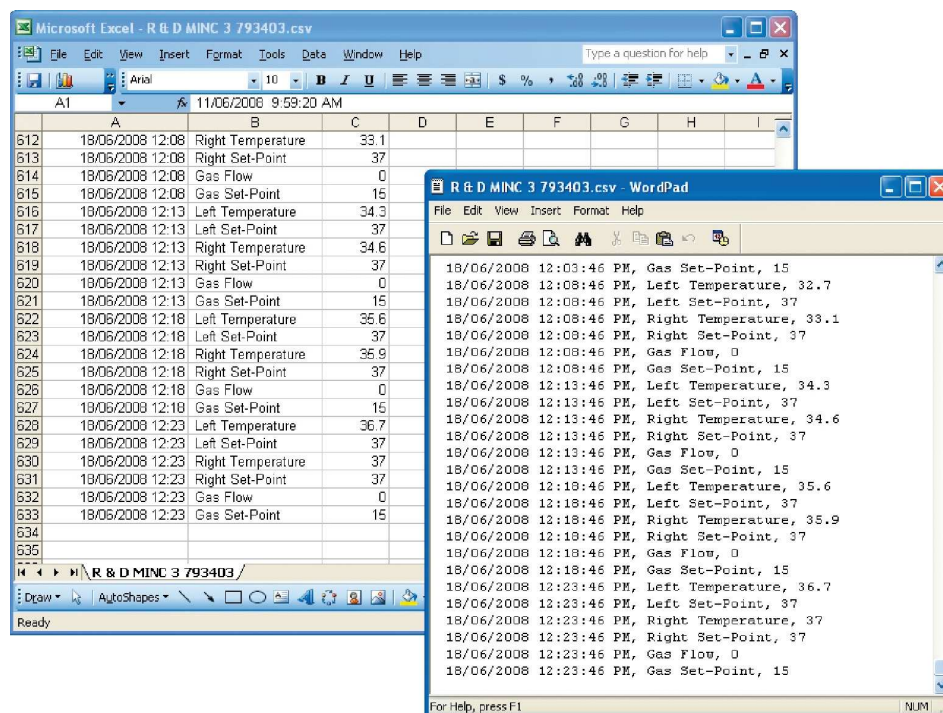 Microsoft Excel - R & D MINC 3 793403.csv
File Edit View Insert Format Tools Data Window Help Type a question for help
Arial 10 B I U $ % ,
A1 fx 11/06/2008 9:59:20 AM
A B C D E F G H I
612 18/06/2008 12:08 Right Temperature 33.1
613 18/06/2008 12:08 Right Set-Point 37
614 18/06/2008 12:08 Gas Flow 0
615 18/06/2008 12:08 Gas Set-Point 15
616 18/06/2008 12:13 Left Temperature 34.3
617 18/06/2008 12:13 Left Set-Point 37
618 18/06/2008 12:13 Right Temperature 34.6
619 18/06/2008 12:13 Right Set-Point 37
620 18/06/2008 12:13 Gas Flow 0
621 18/06/2008 12:13 Gas Set-Point 15
622 18/06/2008 12:18 Left Temperature 35.6
623 18/06/2008 12:18 Left Set-Point 37
624 18/06/2008 12:18 Right Temperature 35.9
625 18/06/2008 12:18 Right Set-Point 37
626 18/06/2008 12:18 Gas Flow 0
627 18/06/2008 12:18 Gas Set-Point 15
628 18/06/2008 12:23 Left Temperature 36.7
629 18/06/2008 12:23 Left Set-Point 37
630 18/06/2008 12:23 Right Temperature 37
631 18/06/2008 12:23 Right Set-Point 37
632 18/06/2008 12:23 Gas Flow 0
633 18/06/2008 12:23 Gas Set-Point 15
634
635
R & D MINC 3 793403
Draw AutoShapes
Ready
R & D MINC 3 793403.csv - WordPad
File Edit View Insert Format Help
18/06/2008 12:03:46 PM, Gas Set-Point, 15
18/06/2008 12:08:46 PM, Left Temperature, 32.7
18/06/2008 12:08:46 PM, Left Set-Point, 37
18/06/2008 12:08:46 PM, Right Temperature, 33.1
18/06/2008 12:08:46 PM, Right Set-Point, 37
18/06/2008 12:08:46 PM, Gas Flow, 0
18/06/2008 12:08:46 PM, Gas Set-Point, 15
18/06/2008 12:13:46 PM, Left Temperature, 34.3
18/06/2008 12:13:46 PM, Left Set-Point, 37
18/06/2008 12:13:46 PM, Right Temperature, 34.6
18/06/2008 12:13:46 PM, Right Set-Point, 37
18/06/2008 12:13:46 PM, Gas Flow, 0
18/06/2008 12:13:46 PM, Gas Set-Point, 15
18/06/2008 12:18:46 PM, Left Temperature, 35.6
18/06/2008 12:18:46 PM, Left Set-Point, 37
18/06/2008 12:18:46 PM, Right Temperature, 35.9
18/06/2008 12:18:46 PM, Right Set-Point, 37
18/06/2008 12:18:46 PM, Gas Flow, 0
18/06/2008 12:18:46 PM, Gas Set-Point, 15
18/06/2008 12:23:46 PM, Left Temperature, 36.7
18/06/2008 12:23:46 PM, Left Set-Point, 37
18/06/2008 12:23:46 PM, Right Temperature, 37
18/06/2008 12:23:46 PM, Right Set-Point, 37
18/06/2008 12:23:46 PM, Gas Flow, 0
18/06/2008 12:23:46 PM, Gas Set-Point, 15
For Help, press F1 NUM